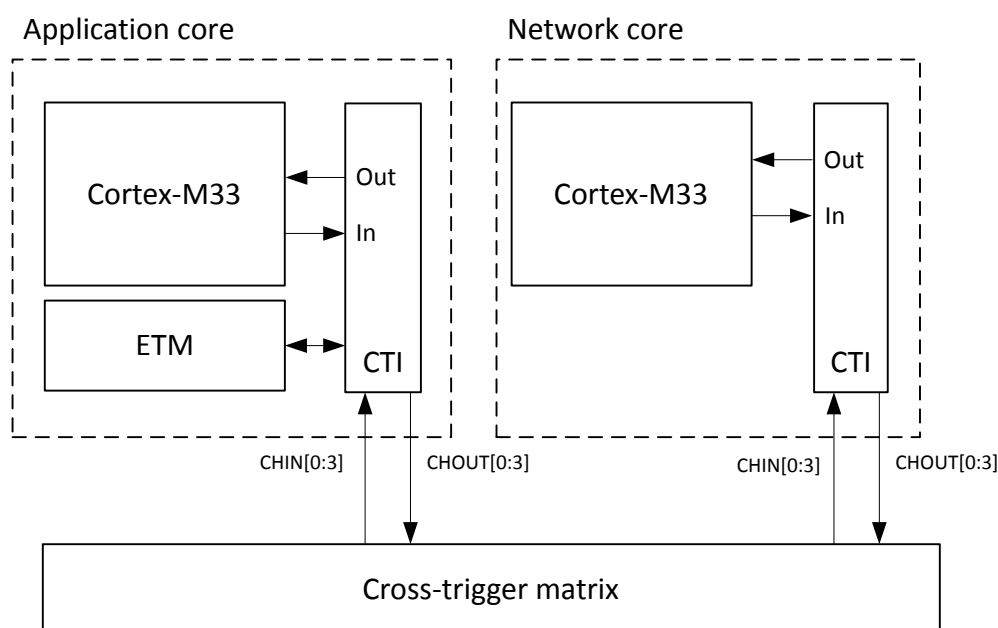 Application core
Network core
Cortex-M33
Out
In
ETM
CTI
Cortex-M33
Out
In
CTI
CHIN[0:3]
CHOUT[0:3]
CHIN[0:3]
CHOUT[0:3]
Cross-trigger matrix